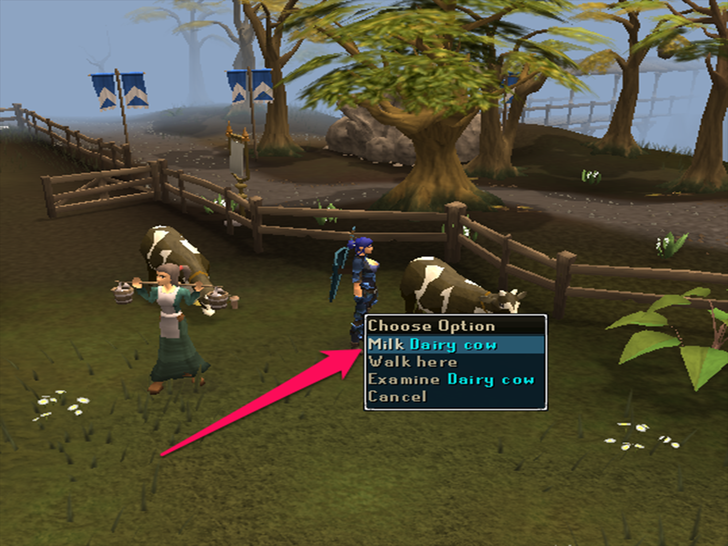 Choose Option
Milk Dairy cow
Walk here
Examine Dairy cow
Cancel